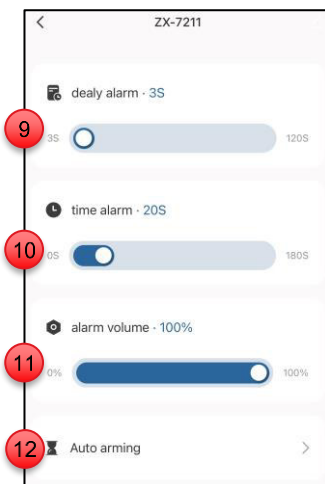 ZX-7211
dealy alarm · 3S
9
3S
120S
time alarm · 20S
10
0S
180S
alarm volume · 100%
11
0%
100%
12
Auto arming